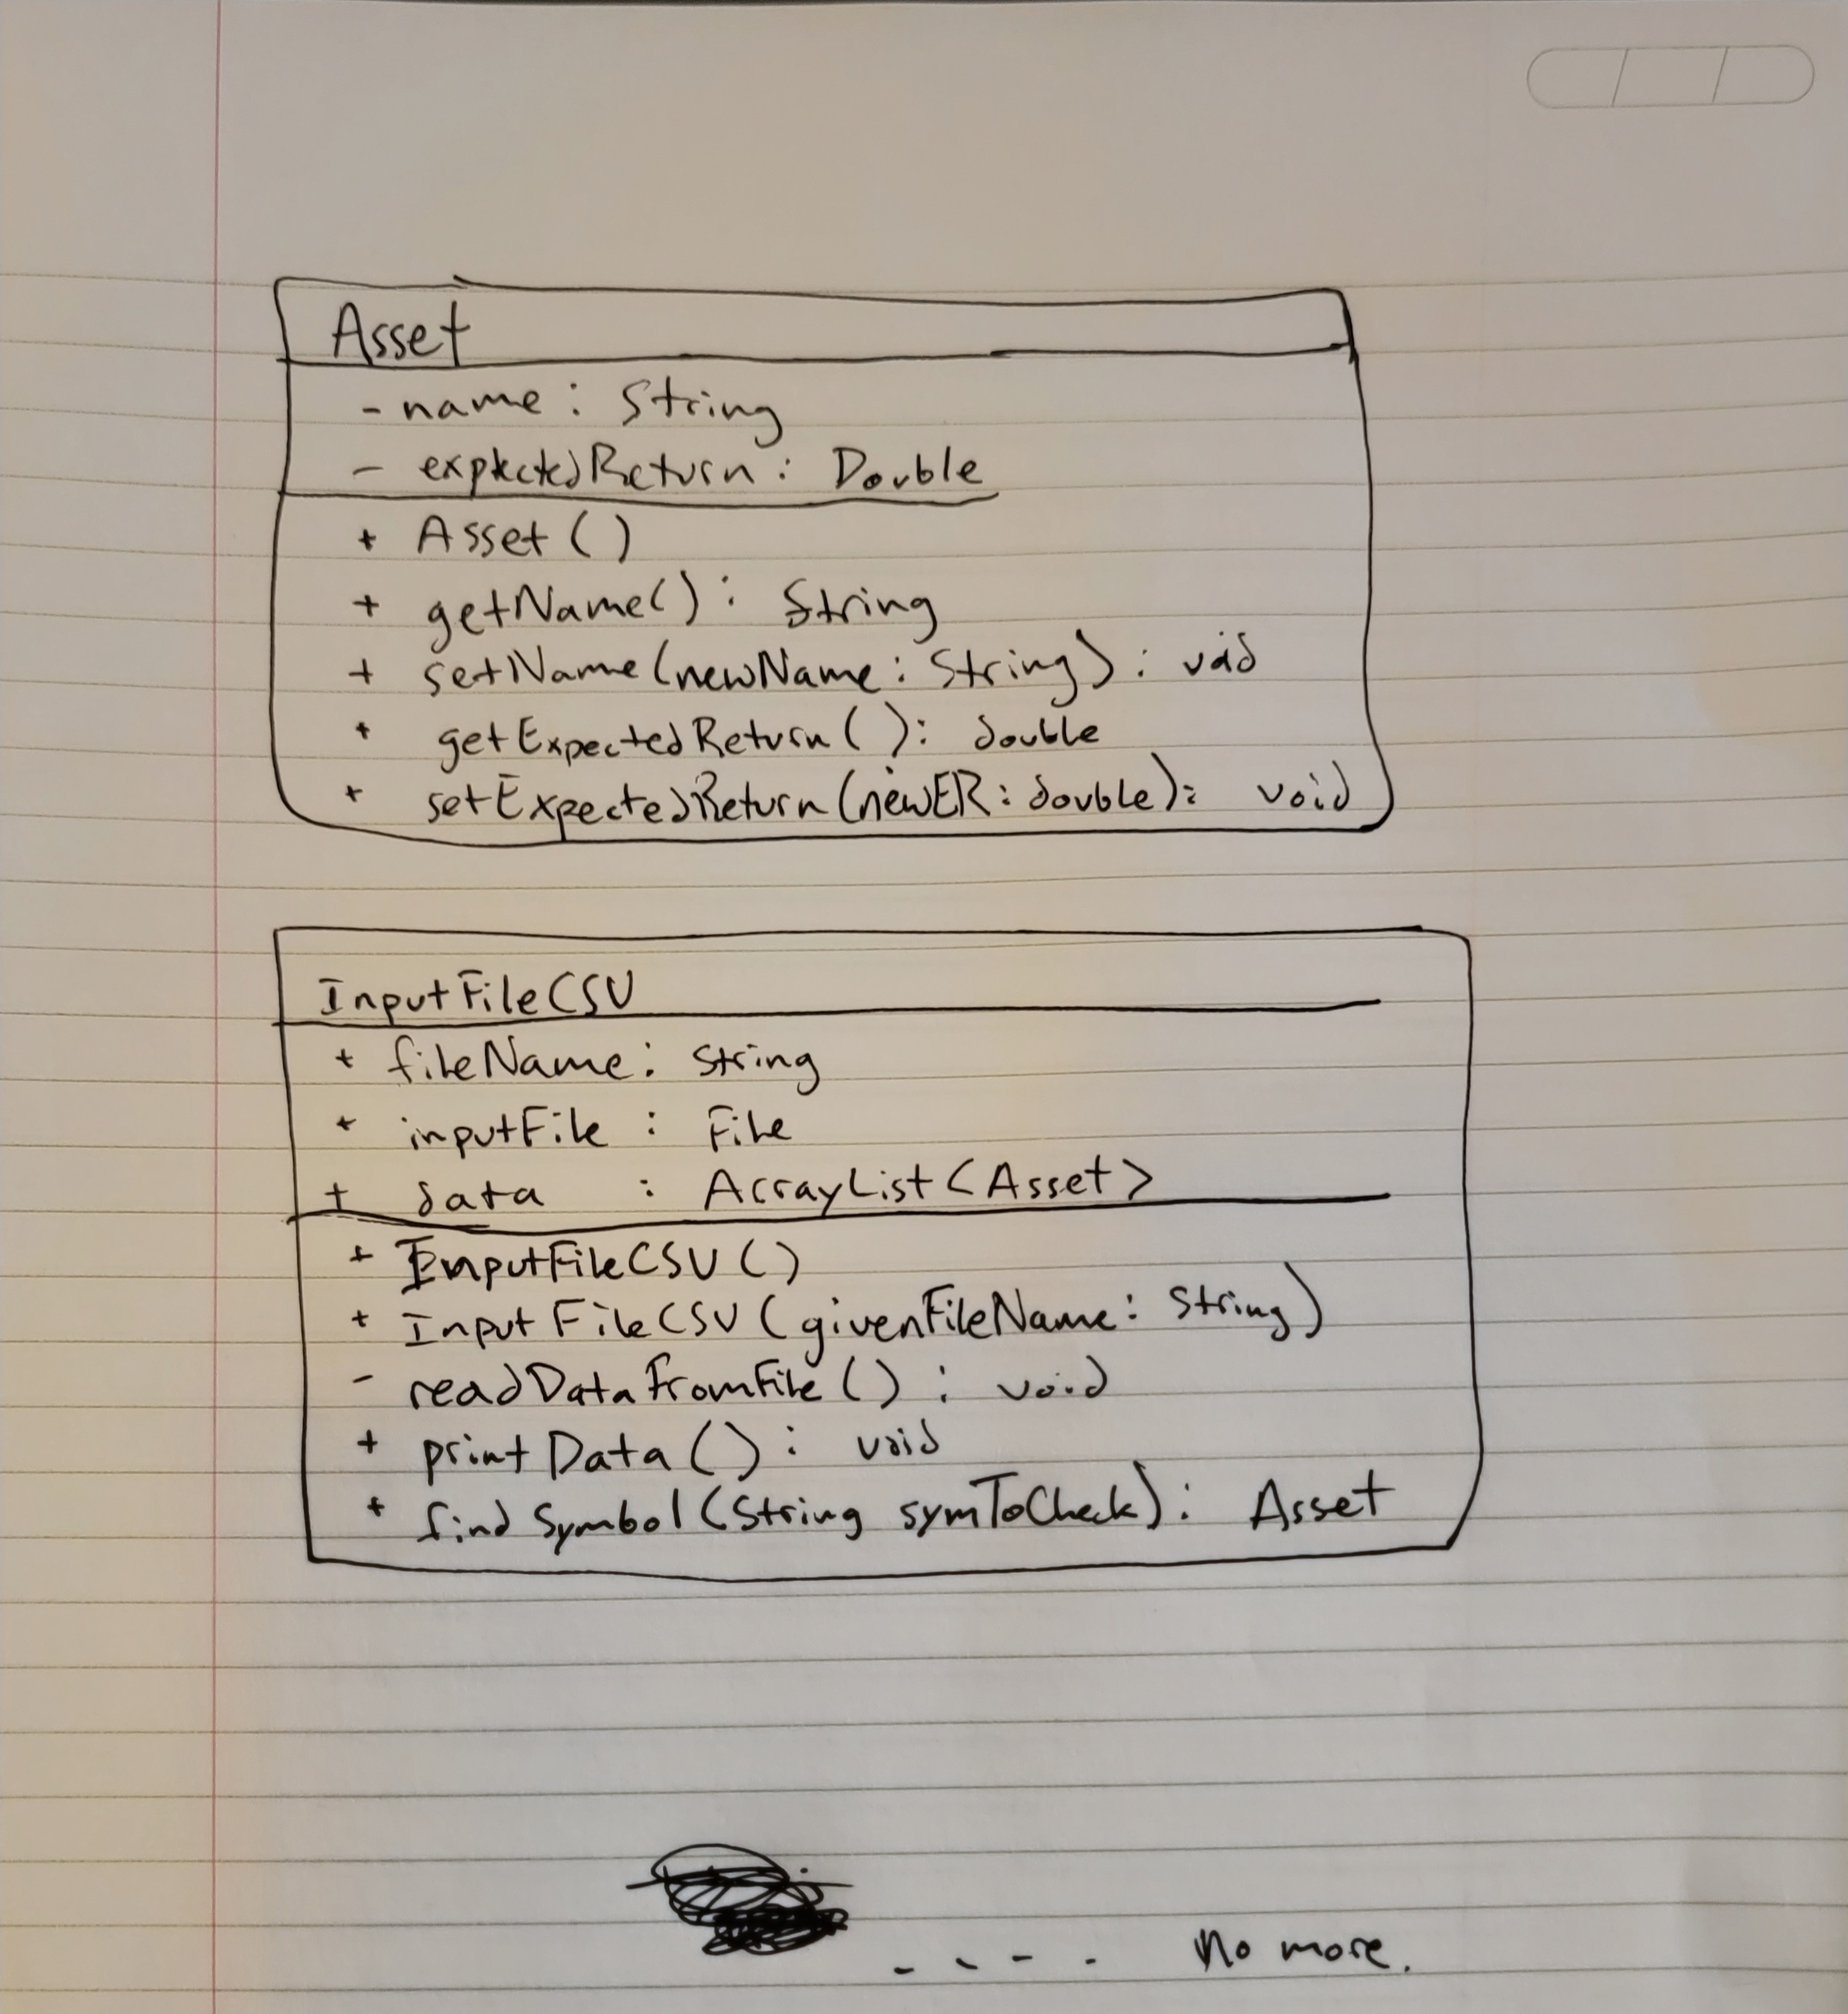 Asset
- name : String
- expectedReturn : Double
+ Asset ()
+ getName() : String
+ setName (newName : String) : void
+ getExpectedReturn ( ) : double
+ setExpectedReturn (newER : double) : void
InputFileCSV
+ fileName : String
+ inputFile : File
+ data : ArrayList <Asset>
+ InputFileCSV ( )
+ InputFileCSV (givenFileName : String)
- readDataFromFile ( ) : void
+ printData ( ) : void
+ findSymbol (String symToCheck) : Asset
- - - - No more.